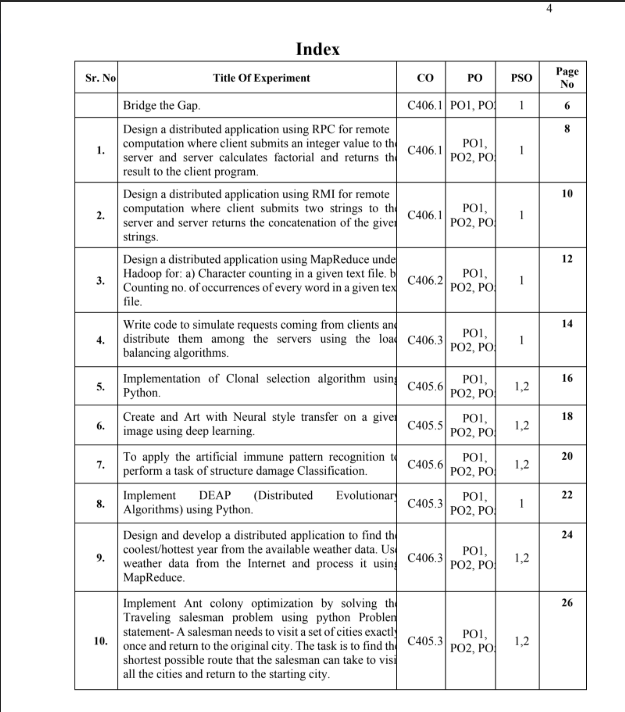 4
Index
Sr. No Title Of Experiment CO PO PSO Page No
Bridge the Gap. C406.1 PO1, PO 1 6
1. Design a distributed application using RPC for remote
computation where client submits an integer value to th
server and server calculates factorial and returns th
result to the client program.
C406.1 PO1,
PO2, PO 1 8
2. Design a distributed application using RMI for remote
computation where client submits two strings to th
server and server returns the concatenation of the give
strings.
C406.1 PO1,
PO2, PO 1 10
3. Design a distributed application using MapReduce unde
Hadoop for: a) Character counting in a given text file. b
Counting no. of occurrences of every word in a given tex
file.
C406.2 PO1,
PO2, PO 1 12
4. Write code to simulate requests coming from clients an
distribute them among the servers using the loa
balancing algorithms.
C406.3 PO1,
PO2, PO 1 14
5. Implementation of Clonal selection algorithm usin
Python.
C405.6 PO1,
PO2, PO 1,2 16
6. Create and Art with Neural style transfer on a give
image using deep learning.
C405.5 PO1,
PO2, PO 1,2 18
7. To apply the artificial immune pattern recognition t
perform a task of structure damage Classification.
C405.6 PO1,
PO2, PO 1,2 20
8. Implement DEAP (Distributed Evolutionar
Algorithms) using Python.
C405.3 PO1,
PO2, PO 1 22
9. Design and develop a distributed application to find th
coolest/hottest year from the available weather data. Us
weather data from the Internet and process it usin
MapReduce.
C406.3 PO1,
PO2, PO 1,2 24
10. Implement Ant colony optimization by solving th
Traveling salesman problem using python Problem
statement- A salesman needs to visit a set of cities exactl
once and return to the original city. The task is to find th
shortest possible route that the salesman can take to visi
all the cities and return to the starting city.
C405.3 PO1,
PO2, PO 1,2 26